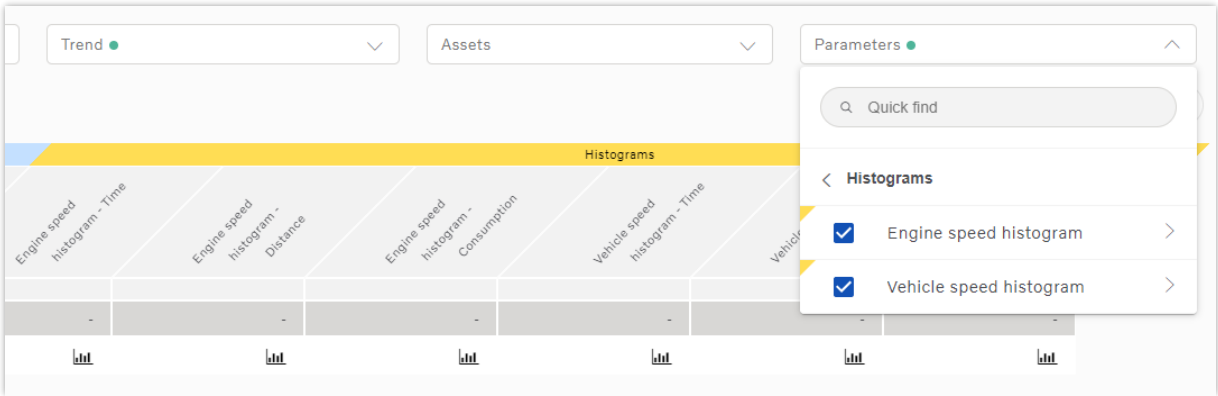 Trend
Assets
Parameters
Quick find
Histograms
Histograms
Engine speed histogram
Vehicle speed histogram
Engine speed
histogram - Time
Engine speed
histogram -
Distance
Engine speed
histogram -
Consumption
Vehicle speed
histogram - Time
-
-
-
-
-
-